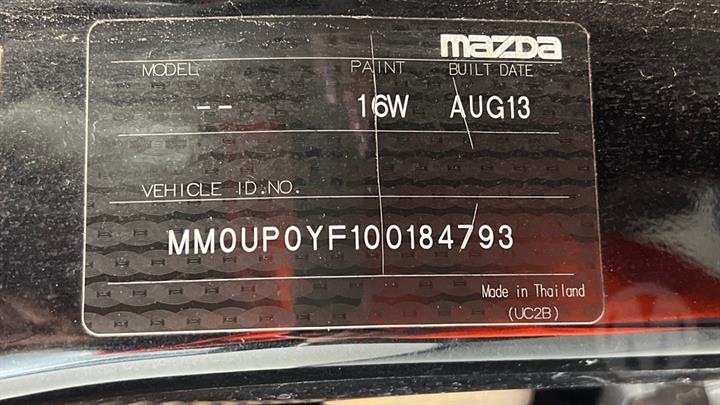 mazda
MODEL PAINT BUILT DATE
-- 16W AUG13
VEHICLE ID.NO.
MM0UP0YF100184793
Made in Thailand
(UC2B)